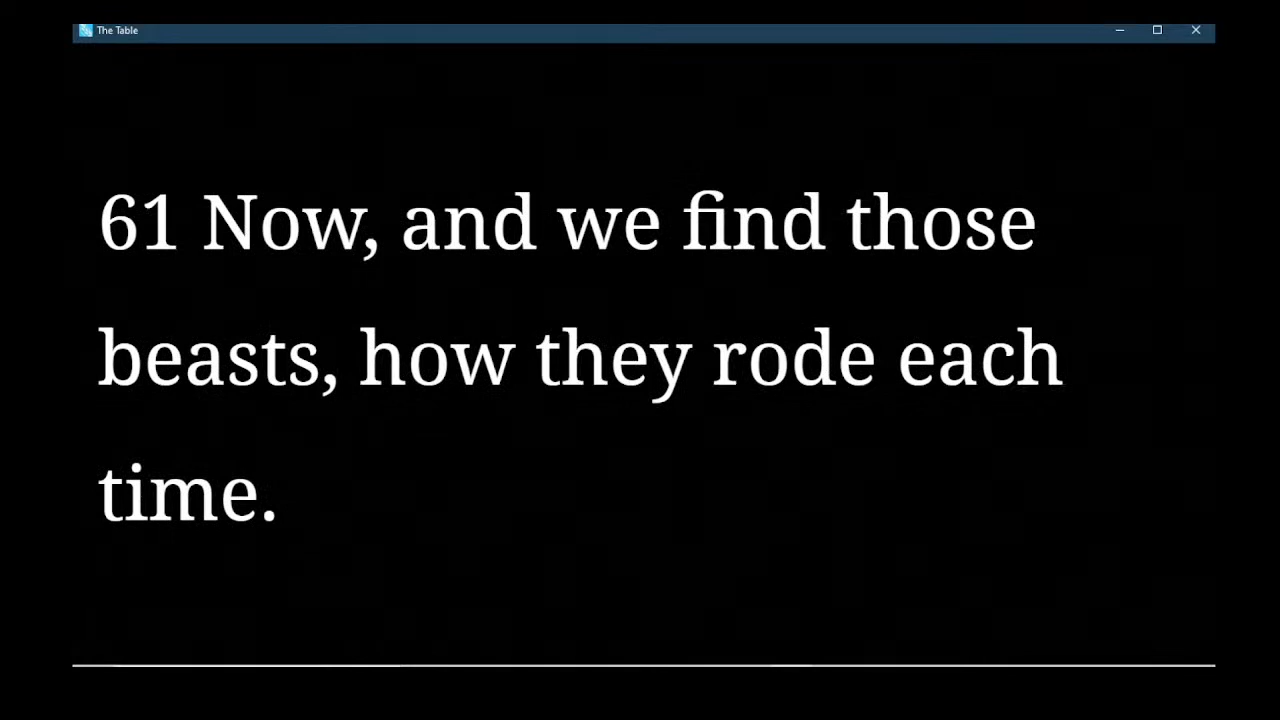 The Table
61 Now, and we find those
beasts, how they rode each
time.